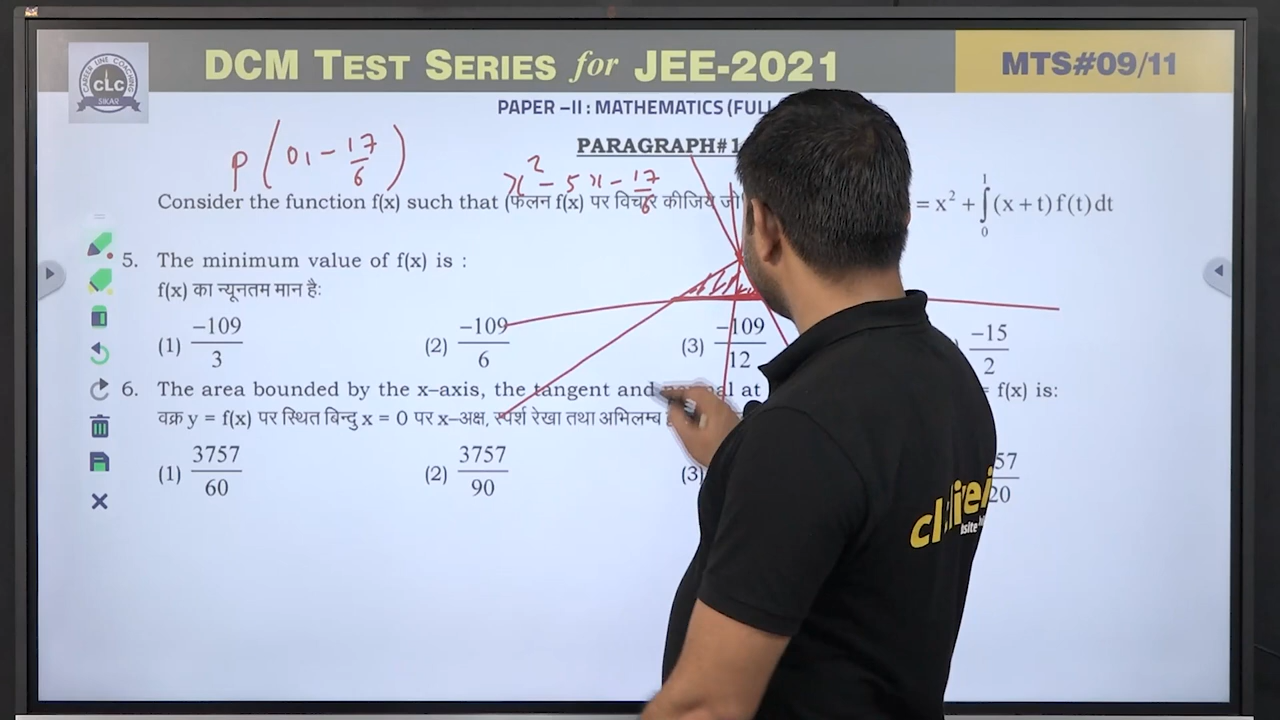 DCM TEST SERIES for JEE-2021
MTS#09/11
CAREER LINE COACHING
CLC
SIKAR
PAPER –II : MATHEMATICS (FULL
PARAGRAPH#1
P(0, -17/6)
x² - 5x - 17/6
Consider the function f(x) such that (फलन f(x) पर विचार कीजिये जो = x² + ∫₀¹(x + t) f(t) dt
5. The minimum value of f(x) is :
f(x) का न्यूनतम मान है:
(1) –109/3 (2) –109/6 (3) –109/12 –15/2
6. The area bounded by the x–axis, the tangent and normal at f(x) is:
वक्र y = f(x) पर स्थित बिन्दु x = 0 पर x–अक्ष, स्पर्श रेखा तथा अभिलम्ब
(1) 3757/60 (2) 3757/90 (3) 57/20